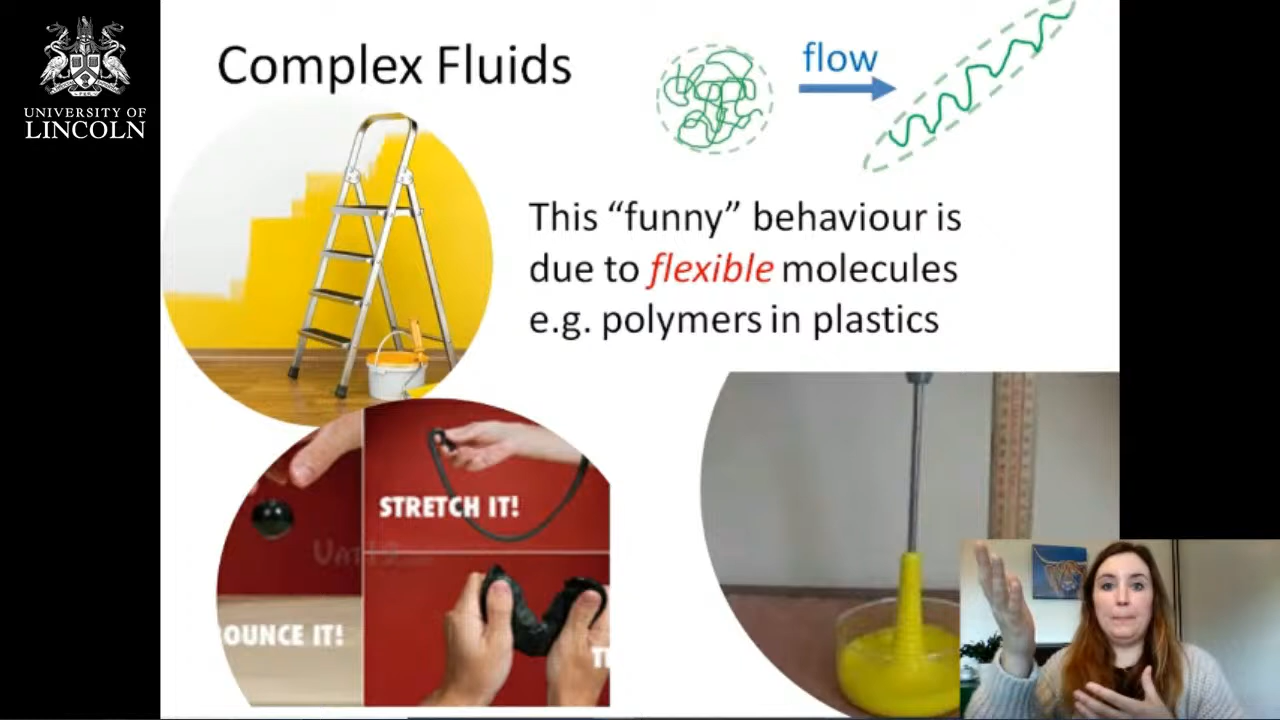 UNIVERSITY OF
LINCOLN
Complex Fluids
flow
This “funny” behaviour is
due to flexible molecules
e.g. polymers in plastics
STRETCH IT!
OUNCE IT!